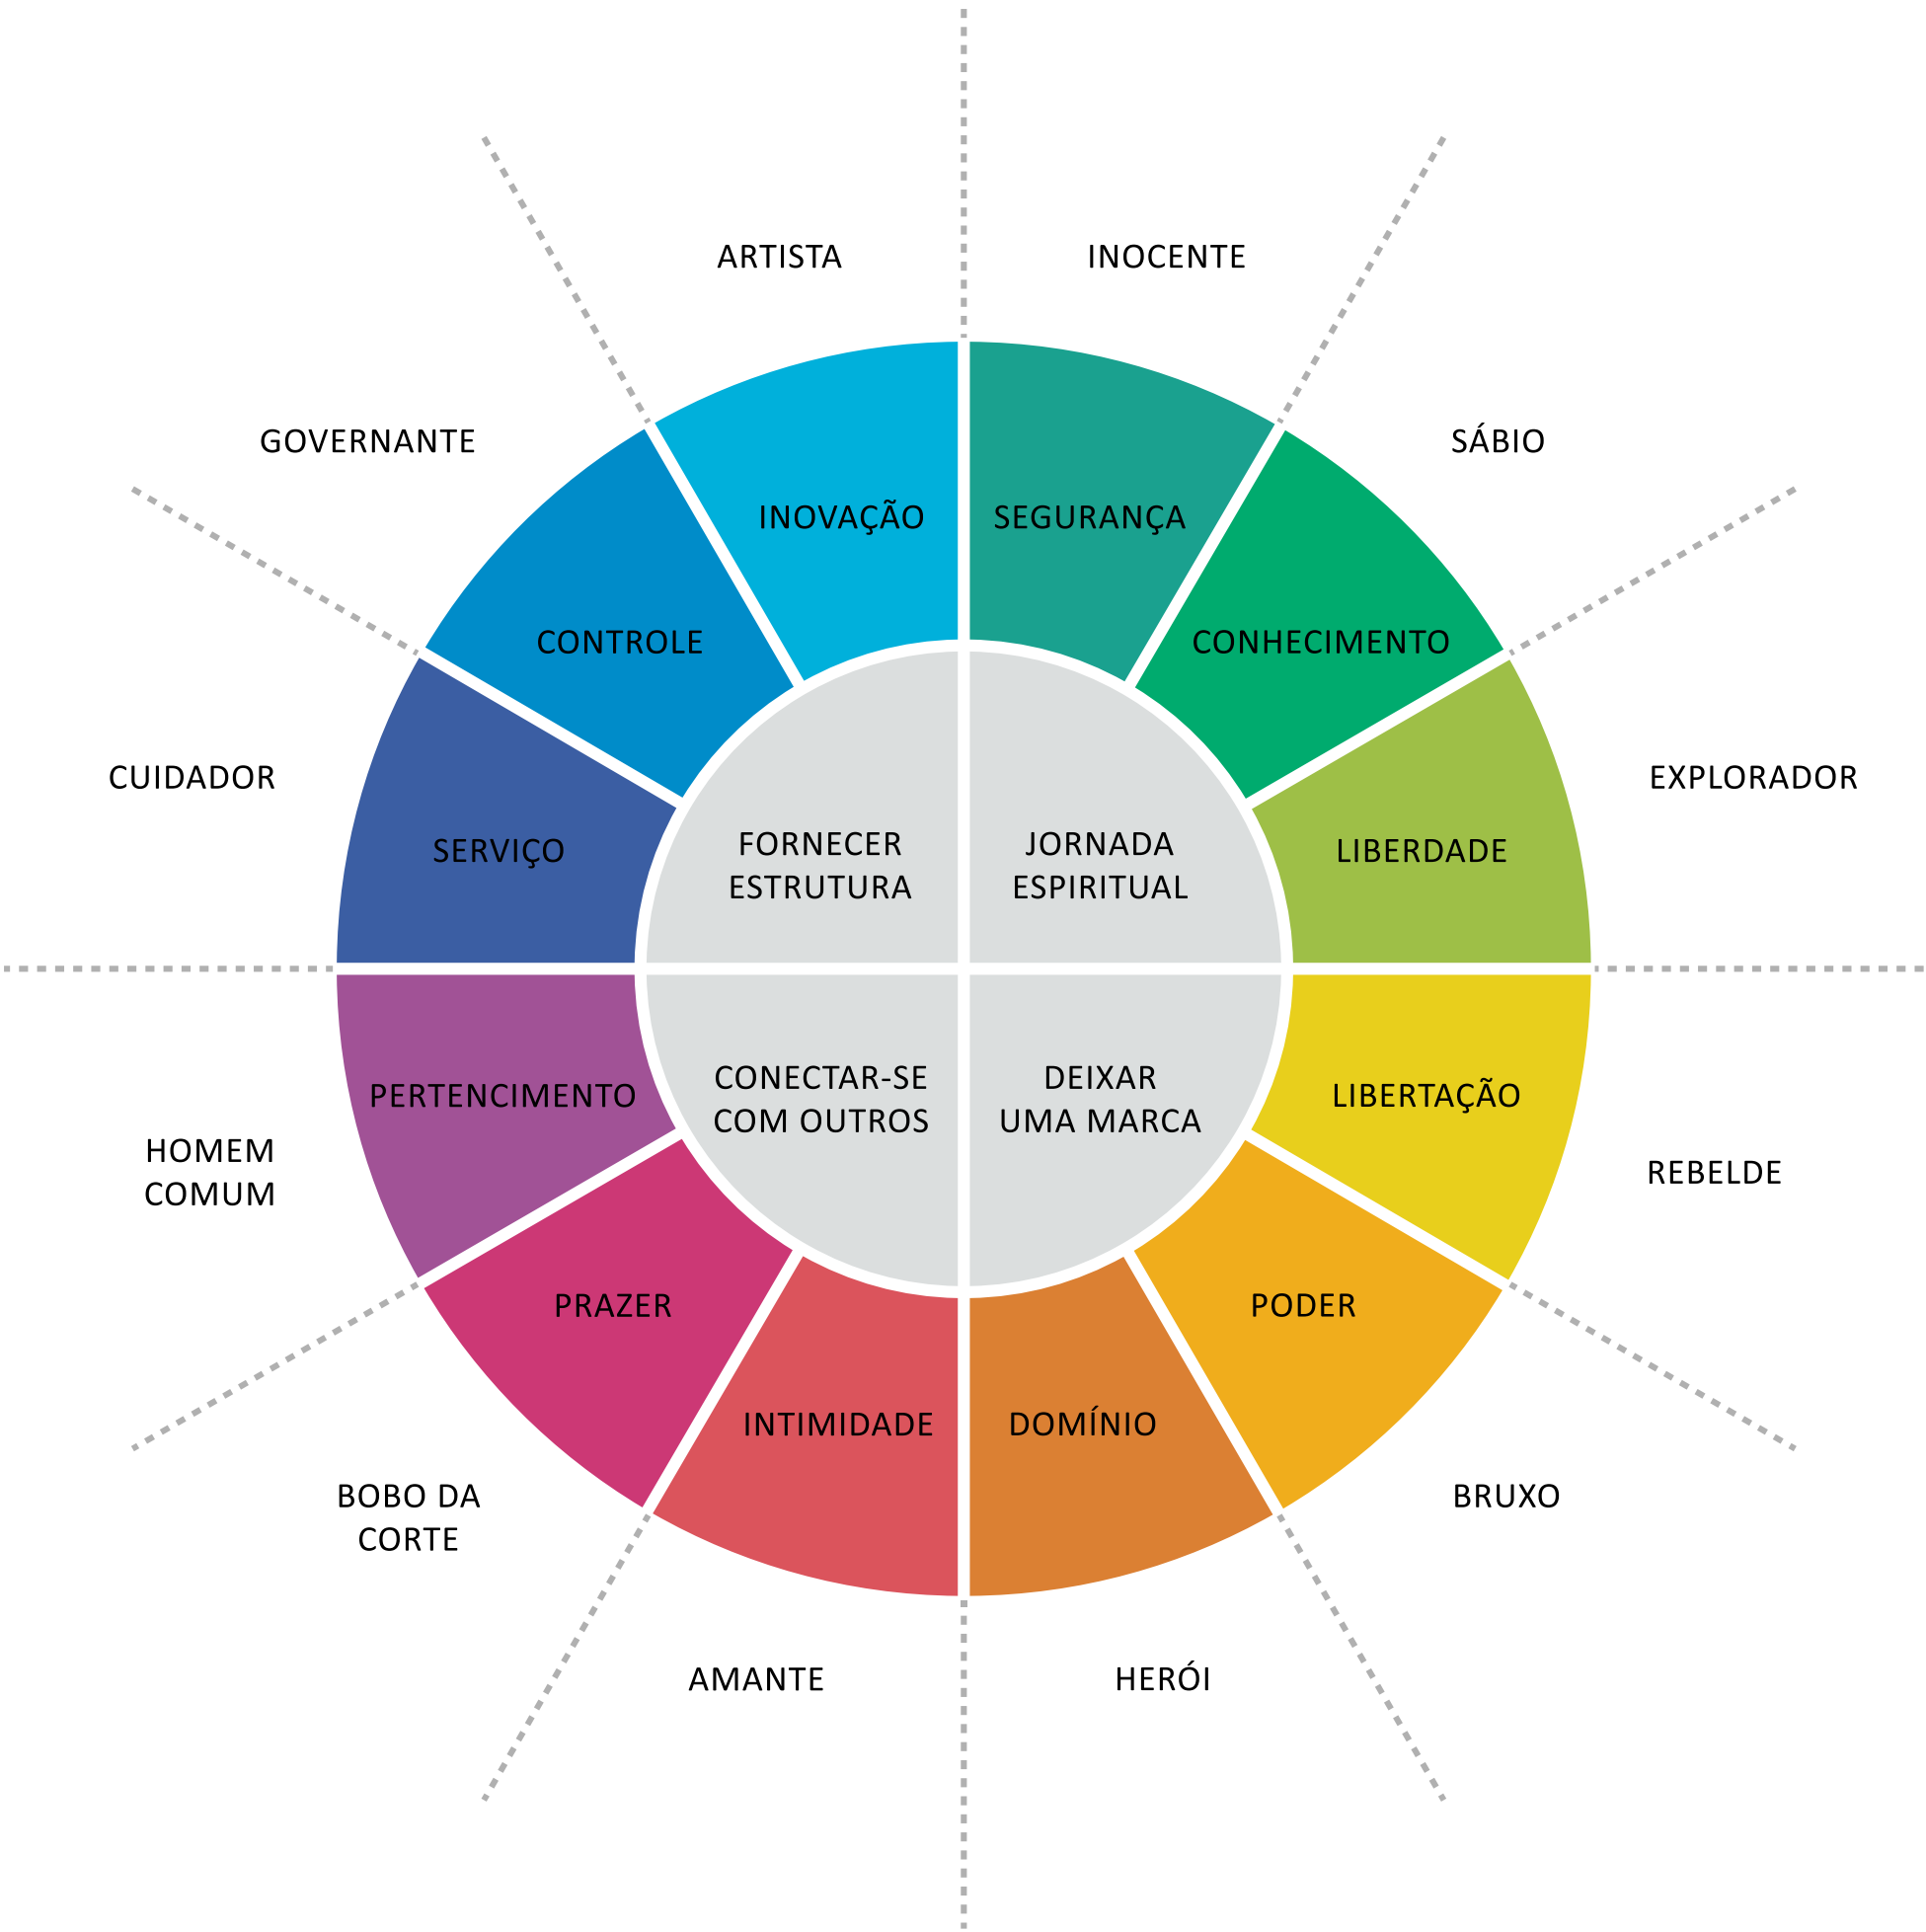 ARTISTA
INOCENTE
GOVERNANTE
SÁBIO
INOVAÇÃO
SEGURANÇA
CONTROLE
CONHECIMENTO
CUIDADOR
EXPLORADOR
SERVIÇO
FORNECER
ESTRUTURA
JORNADA
ESPIRITUAL
LIBERDADE
PERTENCIMENTO
CONECTAR-SE
COM OUTROS
DEIXAR
UMA MARCA
LIBERTAÇÃO
HOMEM
COMUM
REBELDE
PRAZER
PODER
INTIMIDADE
DOMÍNIO
BOBO DA
CORTE
BRUXO
AMANTE
HERÓI